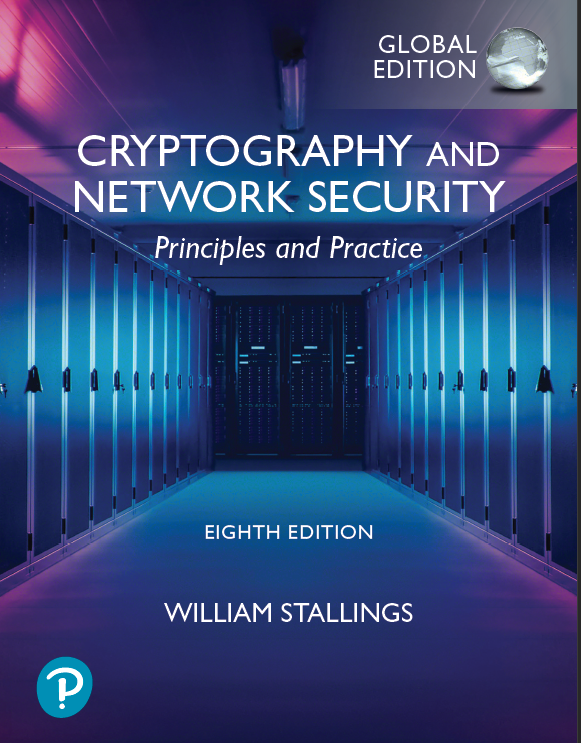 GLOBAL
EDITION
CRYPTOGRAPHY AND
NETWORK SECURITY
Principles and Practice
EIGHTH EDITION
WILLIAM STALLINGS
P